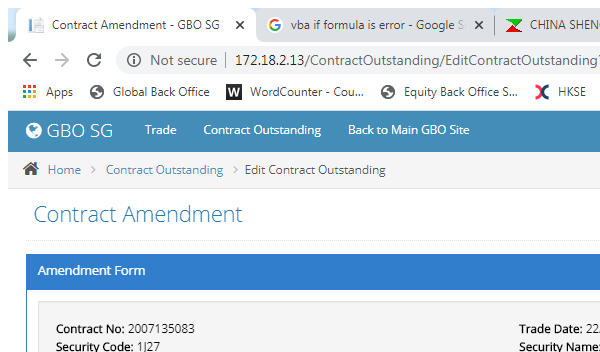 Contract Amendment - GBO SG
vba if formula is error - Google S
CHINA SHEN
Not secure 172.18.2.13/ContractOutstanding/EditContractOutstanding?
Apps Global Back Office WordCounter - Cou... Equity Back Office S... HKSE
GBO SG Trade Contract Outstanding Back to Main GBO Site
Home > Contract Outstanding > Edit Contract Outstanding
Contract Amendment
Amendment Form
Contract No: 2007135083 Trade Date: 22
Security Code: 1J27 Security Name: